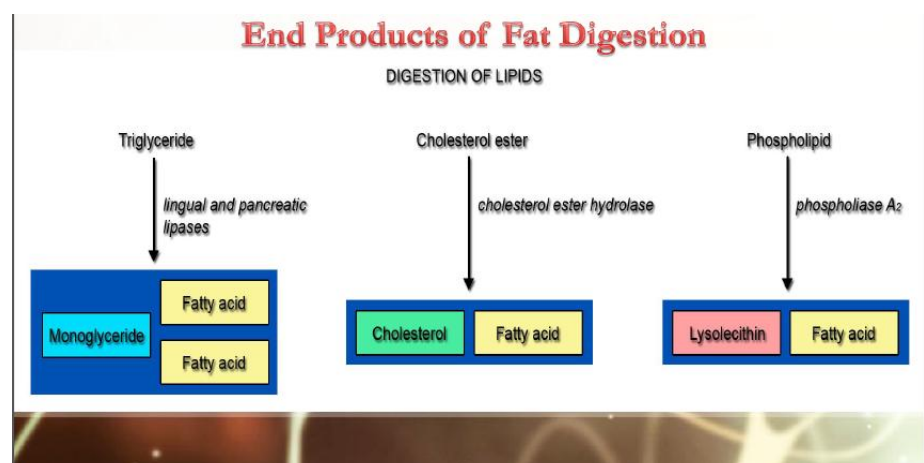 End Products of Fat Digestion
DIGESTION OF LIPIDS
Triglyceride
lingual and pancreatic
lipases
Monoglyceride
Fatty acid
Fatty acid
Cholesterol ester
cholesterol ester hydrolase
Cholesterol
Fatty acid
Phospholipid
phospholiase A₂
Lysolecithin
Fatty acid